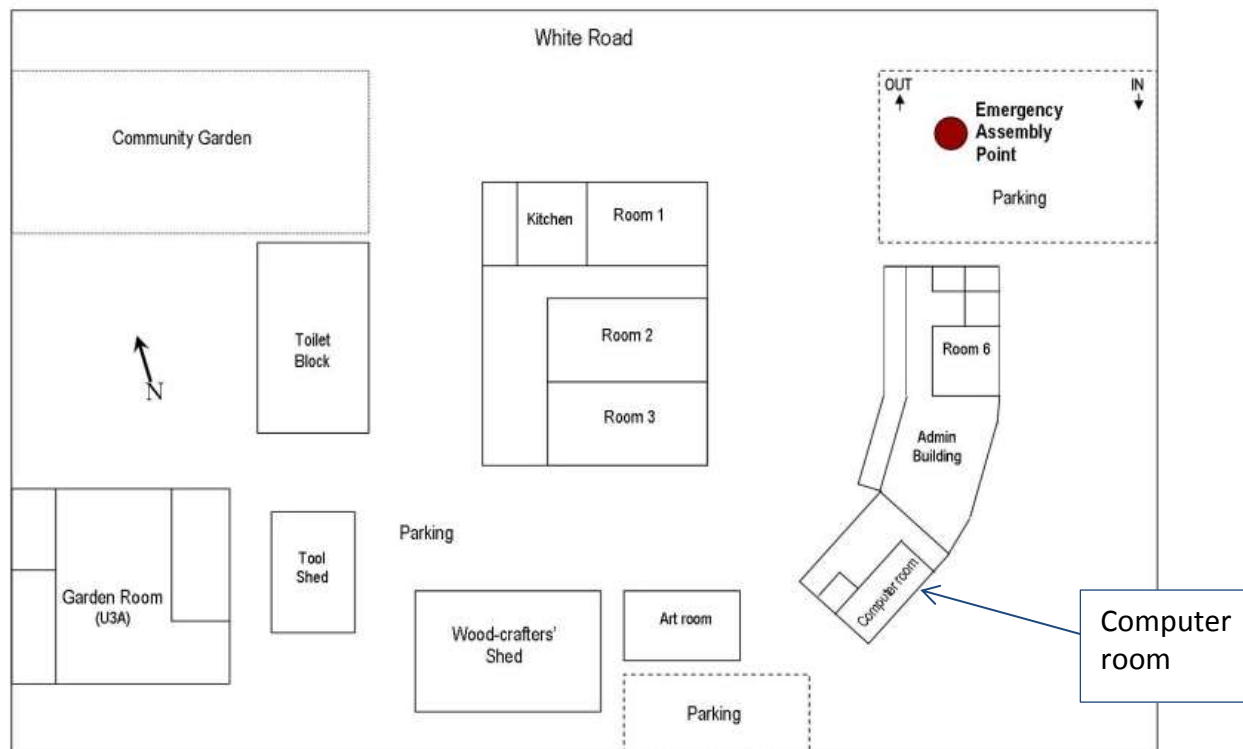 White Road
OUT
IN
Emergency
Assembly
Point
Community Garden
Parking
Kitchen
Room 1
Toilet
Block
Room 2
Room 6
N
Room 3
Admin
Building
Parking
Tool
Shed
Garden Room
(U3A)
Computer room
Wood-crafters'
Shed
Art room
Computer
room
Parking